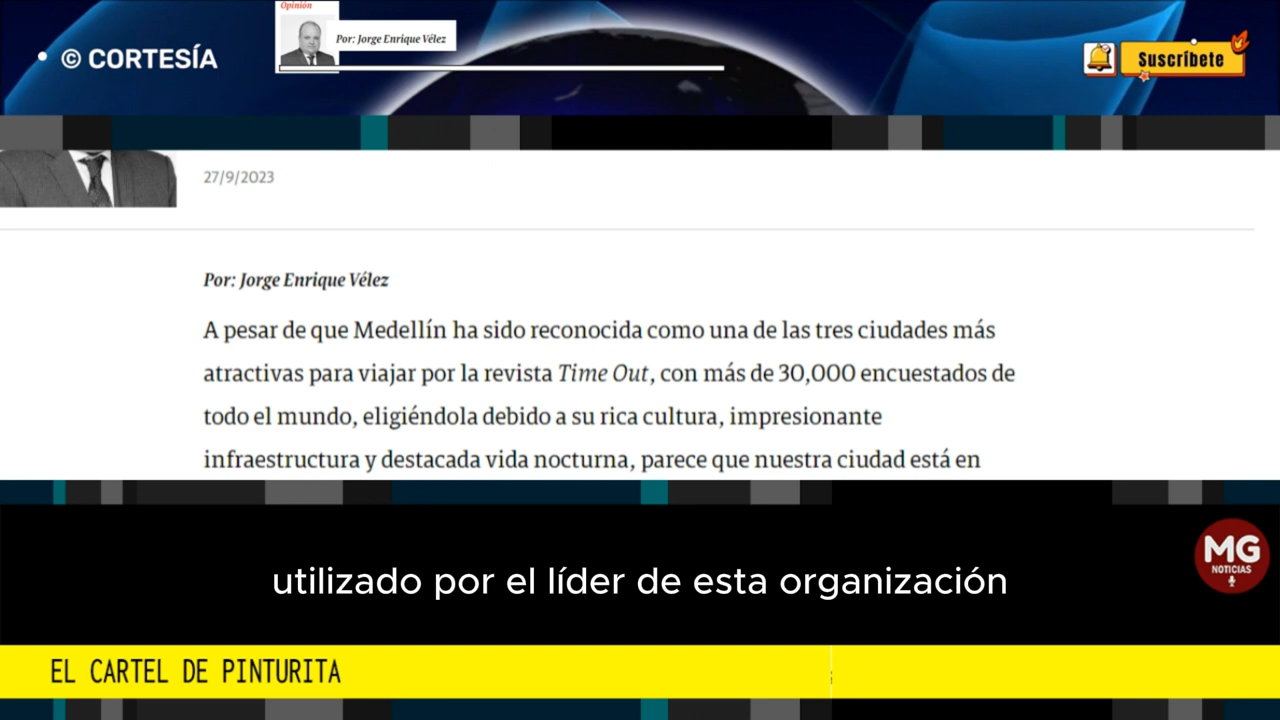 Opinión
Por: Jorge Enrique Vélez
© CORTESÍA
Suscríbete
27/9/2023
Por: Jorge Enrique Vélez
A pesar de que Medellín ha sido reconocida como una de las tres ciudades más
atractivas para viajar por la revista Time Out, con más de 30,000 encuestados de
todo el mundo, eligiéndola debido a su rica cultura, impresionante
infraestructura y destacada vida nocturna, parece que nuestra ciudad está en
utilizado por el líder de esta organización
MG
NOTICIAS
EL CARTEL DE PINTURITA